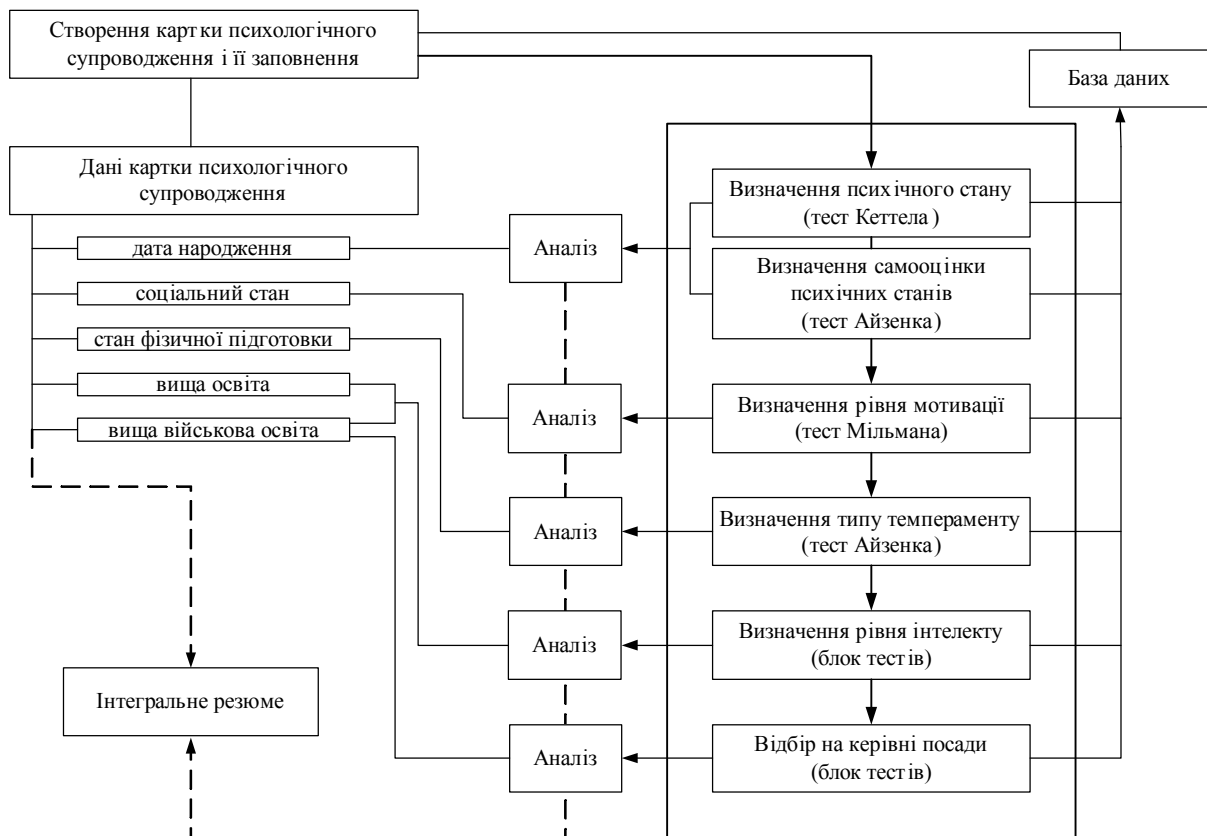 Створення картки психологічного
супроводження і її заповнення
База даних
Дані картки психологічного
супроводження
дата народження
соціальний стан
стан фізичної підготовки
вища освіта
вища військова освіта
Інтегральне резюме
Аналіз
Аналіз
Аналіз
Аналіз
Аналіз
Визначення психічного стану
(тест Кеттела)
Визначення самооцінки
психічних станів
(тест Айзенка)
Визначення рівня мотивації
(тест Мільмана)
Визначення типу темпераменту
(тест Айзенка)
Визначення рівня інтелекту
(блок тестів)
Відбір на керівні посади
(блок тестів)